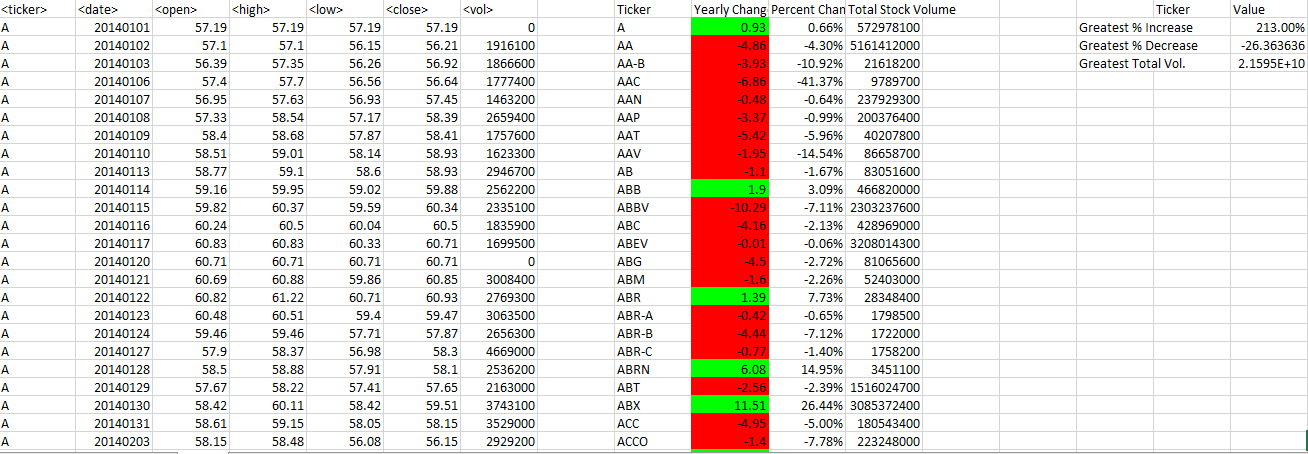 <ticker> <date> <open> <high> <low> <close> <vol> Ticker Yearly Chang Percent Chan Total Stock Volume Ticker Value
A 20140101 57.19 57.19 57.19 57.19 0 A 0.93 0.66% 572978100 Greatest % Increase 213.00%
A 20140102 57.1 57.1 56.15 56.21 1916100 AA -4.86 -4.30% 5161412000 Greatest % Decrease -26.363636
A 20140103 56.39 57.35 56.26 56.92 1866600 AA-B -3.93 -10.92% 21618200 Greatest Total Vol. 2.1595E+10
A 20140106 57.4 57.7 56.56 56.64 1777400 AAC -6.86 -41.37% 9789700
A 20140107 56.95 57.63 56.93 57.45 1463200 AAN -0.48 -0.64% 237929300
A 20140108 57.33 58.54 57.17 58.39 2659400 AAP -3.37 -0.99% 200376400
A 20140109 58.4 58.68 57.87 58.41 1757600 AAT -5.42 -5.96% 40207800
A 20140110 58.51 59.01 58.14 58.93 1623300 AAV -1.95 -14.54% 86658700
A 20140113 58.77 59.1 58.6 58.93 2946700 AB -1.1 -1.67% 83051600
A 20140114 59.16 59.95 59.02 59.88 2562200 ABB 1.9 3.09% 466820000
A 20140115 59.82 60.37 59.59 60.34 2335100 ABBV -10.29 -7.11% 2303237600
A 20140116 60.24 60.5 60.04 60.5 1835900 ABC -4.16 -2.13% 428969000
A 20140117 60.83 60.83 60.33 60.71 1699500 ABEV -0.01 -0.06% 3208014300
A 20140120 60.71 60.71 60.71 60.71 0 ABG -4.5 -2.72% 81065600
A 20140121 60.69 60.88 59.86 60.85 3008400 ABM -1.6 -2.26% 52403000
A 20140122 60.82 61.22 60.71 60.93 2769300 ABR 1.39 7.73% 28348400
A 20140123 60.48 60.51 59.4 59.47 3063500 ABR-A -0.42 -0.65% 1798500
A 20140124 59.46 59.46 57.71 57.87 2656300 ABR-B -4.44 -7.12% 1722000
A 20140127 57.9 58.37 56.98 58.3 4669000 ABR-C -0.77 -1.40% 1758200
A 20140128 58.5 58.88 57.91 58.1 2536200 ABRN 6.08 14.95% 3451100
A 20140129 57.67 58.22 57.41 57.65 2163000 ABT -2.56 -2.39% 1516024700
A 20140130 58.42 60.11 58.42 59.51 3743100 ABX 11.51 26.44% 3085372400
A 20140131 58.61 59.15 58.05 58.15 3529000 ACC -4.95 -5.00% 180543400
A 20140203 58.15 58.48 56.08 56.15 2929200 ACCO -1.4 -7.78% 223248000